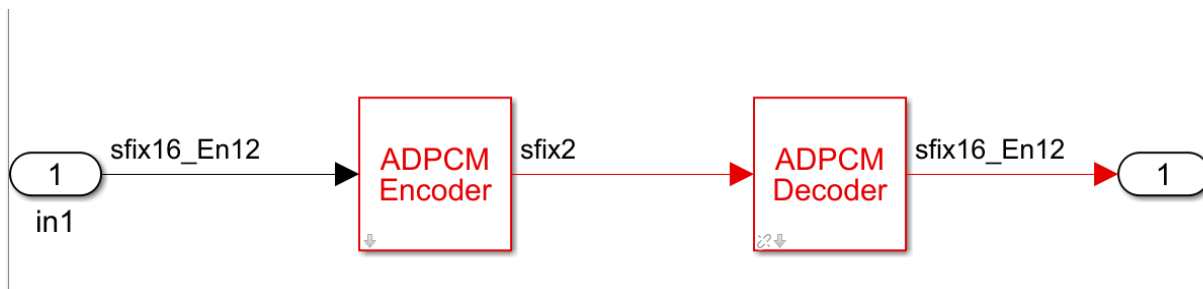 1
in1
sfix16_En12
ADPCM
Encoder
sfix2
ADPCM
Decoder
sfix16_En12
1